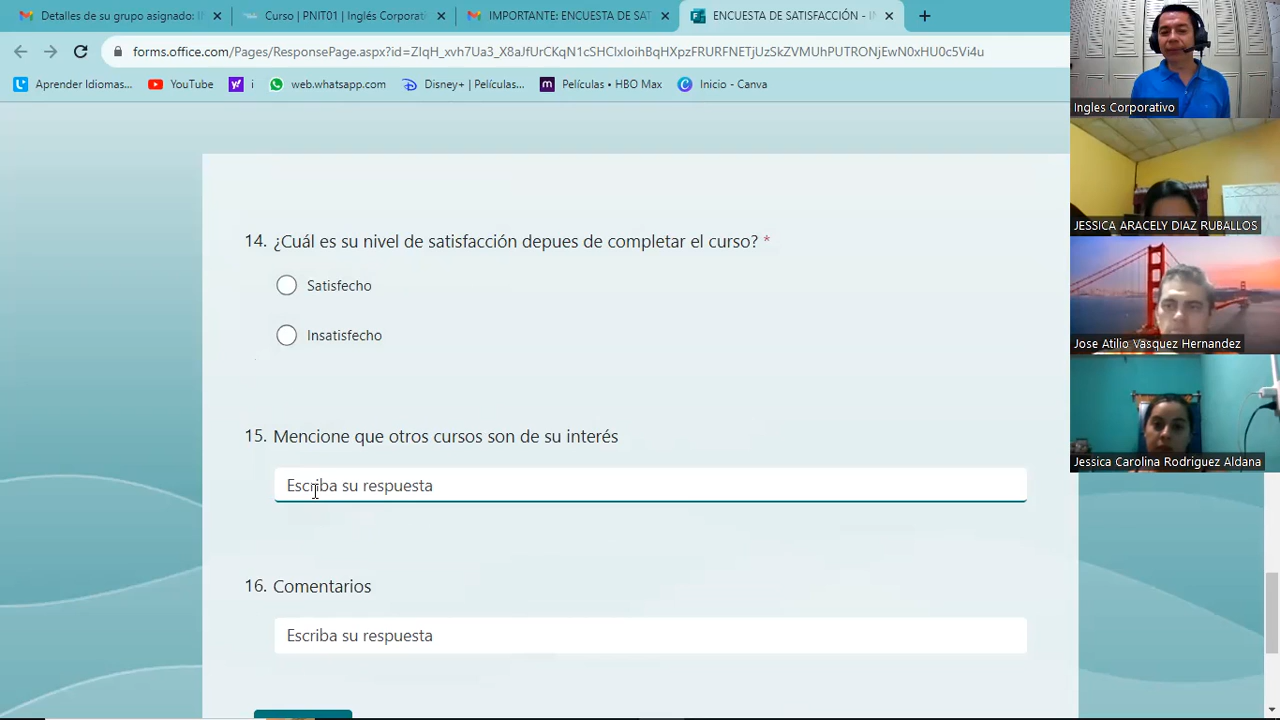 Detalles de su grupo asignado: I
Curso | PNIT01 | Inglés Corporati
IMPORTANTE: ENCUESTA DE SAT
ENCUESTA DE SATISFACCIÓN - I
forms.office.com/Pages/ResponsePage.aspx?id=ZIgH_xvh7Ua3_X8aJfUrCKqN1cSHCIxIoihBqHXpzFRURFNETjUzSkZVMUhPUTRQNjEwWx0xHU0c5Vi4u
Aprender Idiomas...
YouTube
i
web.whatsapp.com
Disney+ | Películas...
Películas • HBO Max
Inicio - Canva
Ingles Corporativo
JESSICA ARACELY DIAZ RUBALLOS
Jose Atilio Vasquez Hernandez
Jessica Carolina Rodriguez Aldana
14. ¿Cuál es su nivel de satisfacción depues de completar el curso? *
Satisfecho
Insatisfecho
15. Mencione que otros cursos son de su interés
Escriba su respuesta
16. Comentarios
Escriba su respuesta